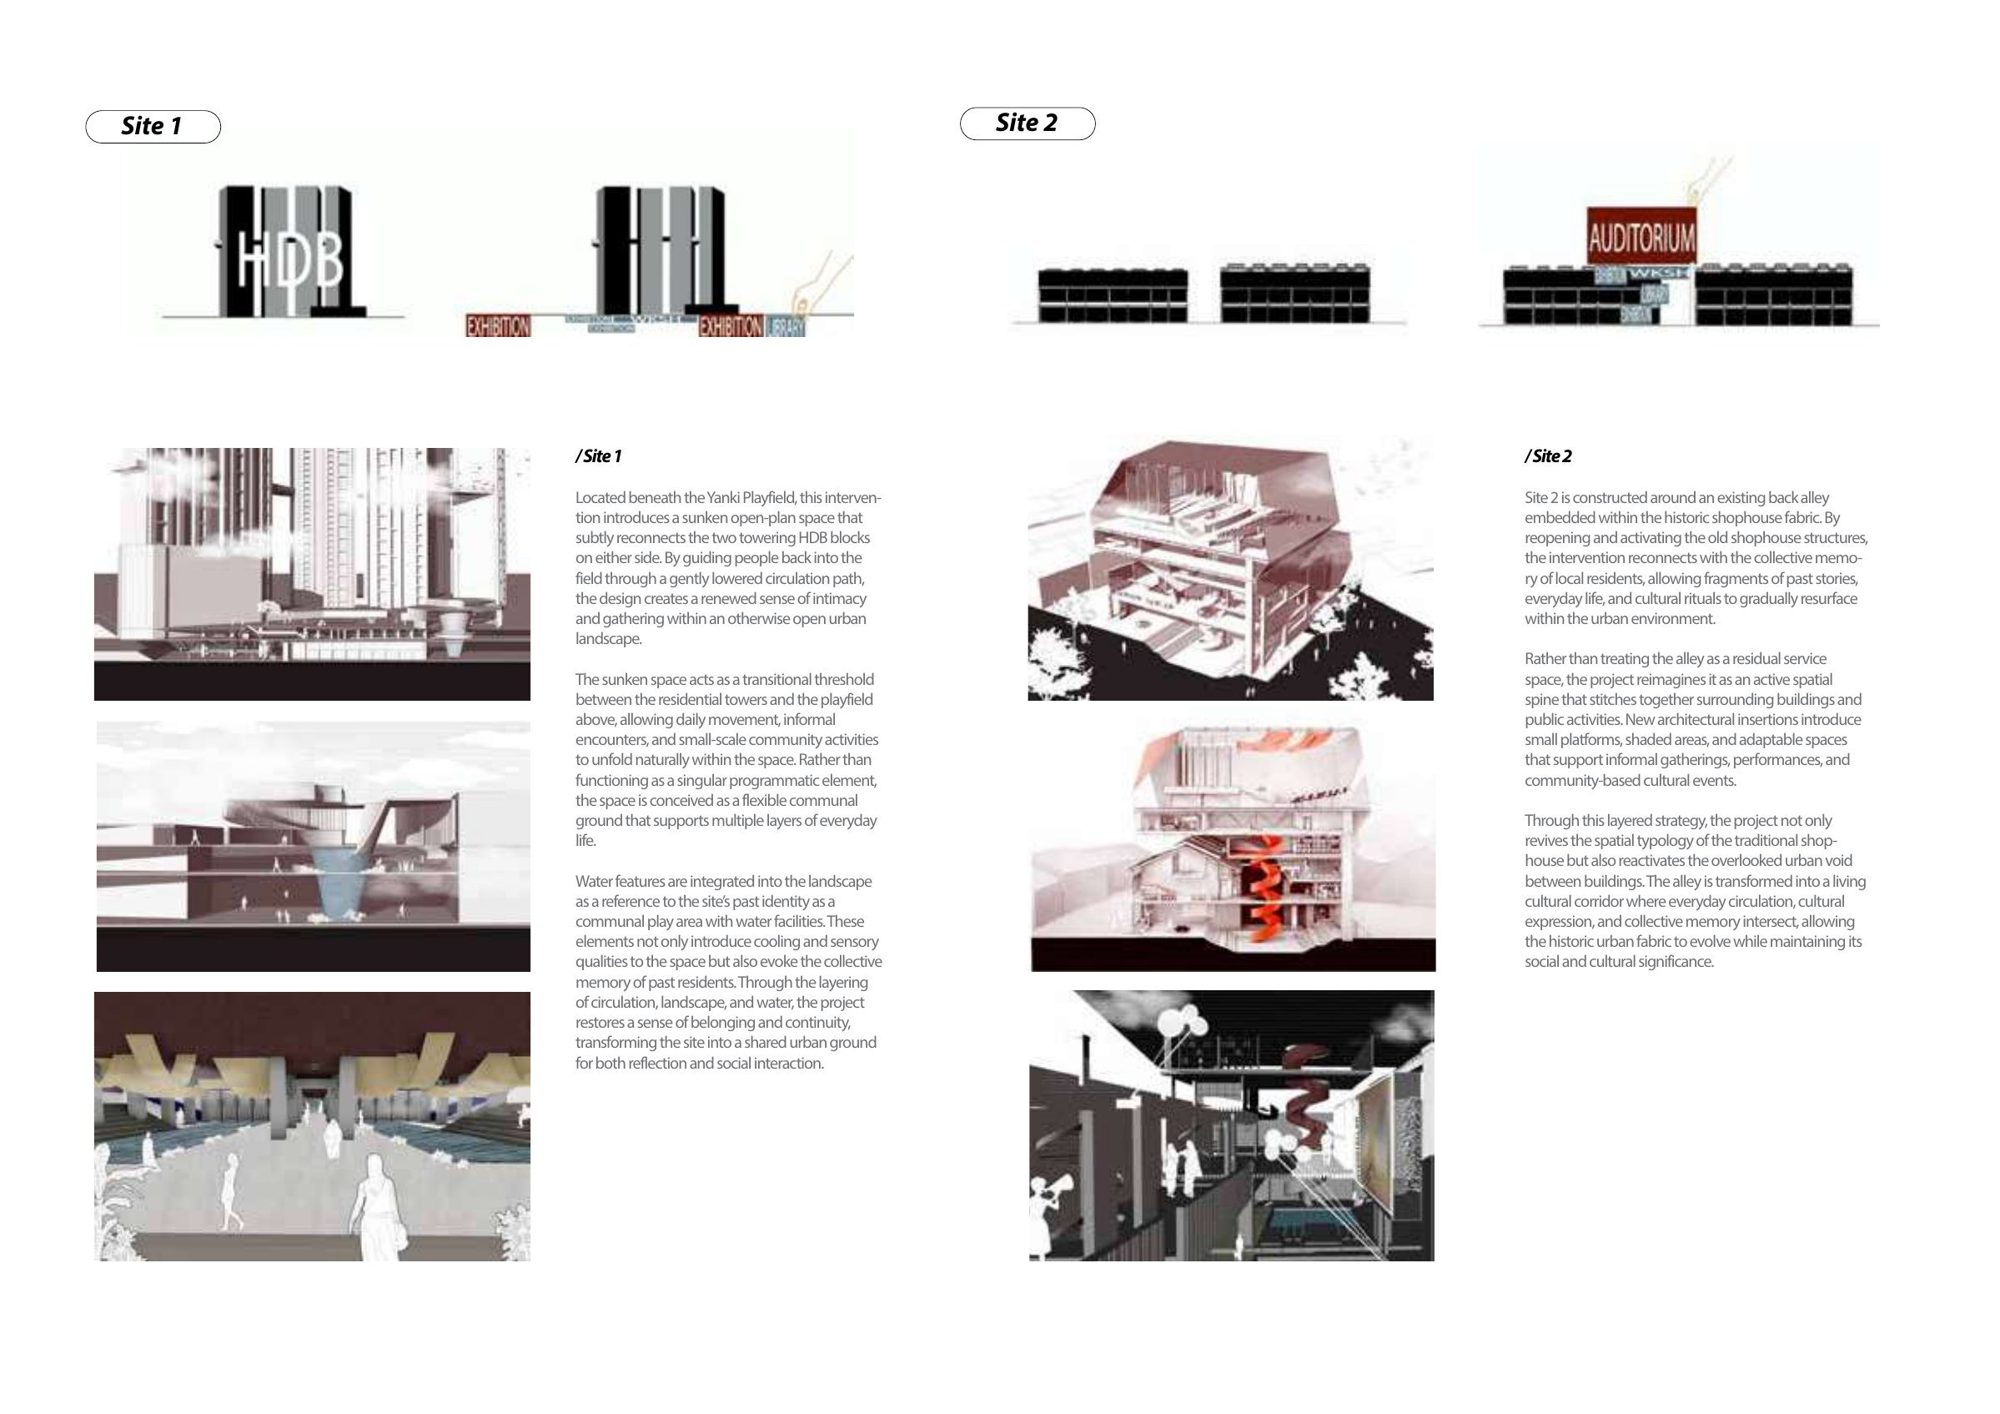 Site 1
HDB
EXHIBITION
EXHIBITION
LIBRARY
/ Site 1
Located beneath the Yanki Playfield, this interven-
tion introduces a sunken open-plan space that
subtly reconnects the two towering HDB blocks
on either side. By guiding people back into the
field through a gently lowered circulation path,
the design creates a renewed sense of intimacy
and gathering within an otherwise open urban
landscape.
The sunken space acts as a transitional threshold
between the residential towers and the playfield
above, allowing daily movement, informal
encounters, and small-scale community activities
to unfold naturally within the space. Rather than
functioning as a singular programmatic element,
the space is conceived as a flexible communal
ground that supports multiple layers of everyday
life.
Water features are integrated into the landscape
as a reference to the site's past identity as a
communal play area with water facilities. These
elements not only introduce cooling and sensory
qualities to the space but also evoke the collective
memory of past residents. Through the layering
of circulation, landscape, and water, the project
restores a sense of belonging and continuity,
transforming the site into a shared urban ground
for both reflection and social interaction.
Site 2
AUDITORIUM
WKSH
LIBRARY
/ Site 2
Site 2 is constructed around an existing back alley
embedded within the historic shophouse fabric. By
reopening and activating the old shophouse structures,
the intervention reconnects with the collective memo-
ry of local residents, allowing fragments of past stories,
everyday life, and cultural rituals to gradually resurface
within the urban environment.
Rather than treating the alley as a residual service
space, the project reimagines it as an active spatial
spine that stitches together surrounding buildings and
public activities. New architectural insertions introduce
small platforms, shaded areas, and adaptable spaces
that support informal gatherings, performances, and
community-based cultural events.
Through this layered strategy, the project not only
revives the spatial typology of the traditional shop-
house but also reactivates the overlooked urban void
between buildings. The alley is transformed into a living
cultural corridor where everyday circulation, cultural
expression, and collective memory intersect, allowing
the historic urban fabric to evolve while maintaining its
social and cultural significance.